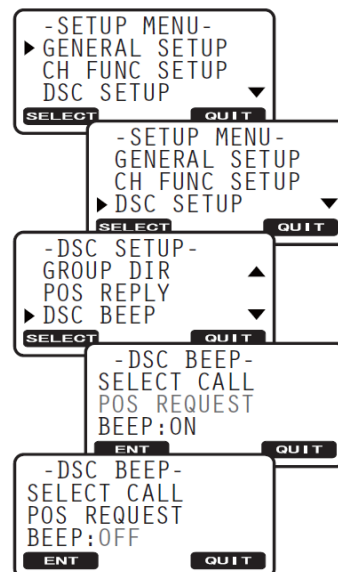 -SETUP MENU-
GENERAL SETUP
CH FUNC SETUP
DSC SETUP
SELECT QUIT
-SETUP MENU-
GENERAL SETUP
CH FUNC SETUP
DSC SETUP
SELECT QUIT
-DSC SETUP-
GROUP DIR
POS REPLY
DSC BEEP
SELECT QUIT
-DSC BEEP-
SELECT CALL
POS REQUEST
BEEP:ON
ENT QUIT
-DSC BEEP-
SELECT CALL
POS REQUEST
BEEP:OFF
ENT QUIT